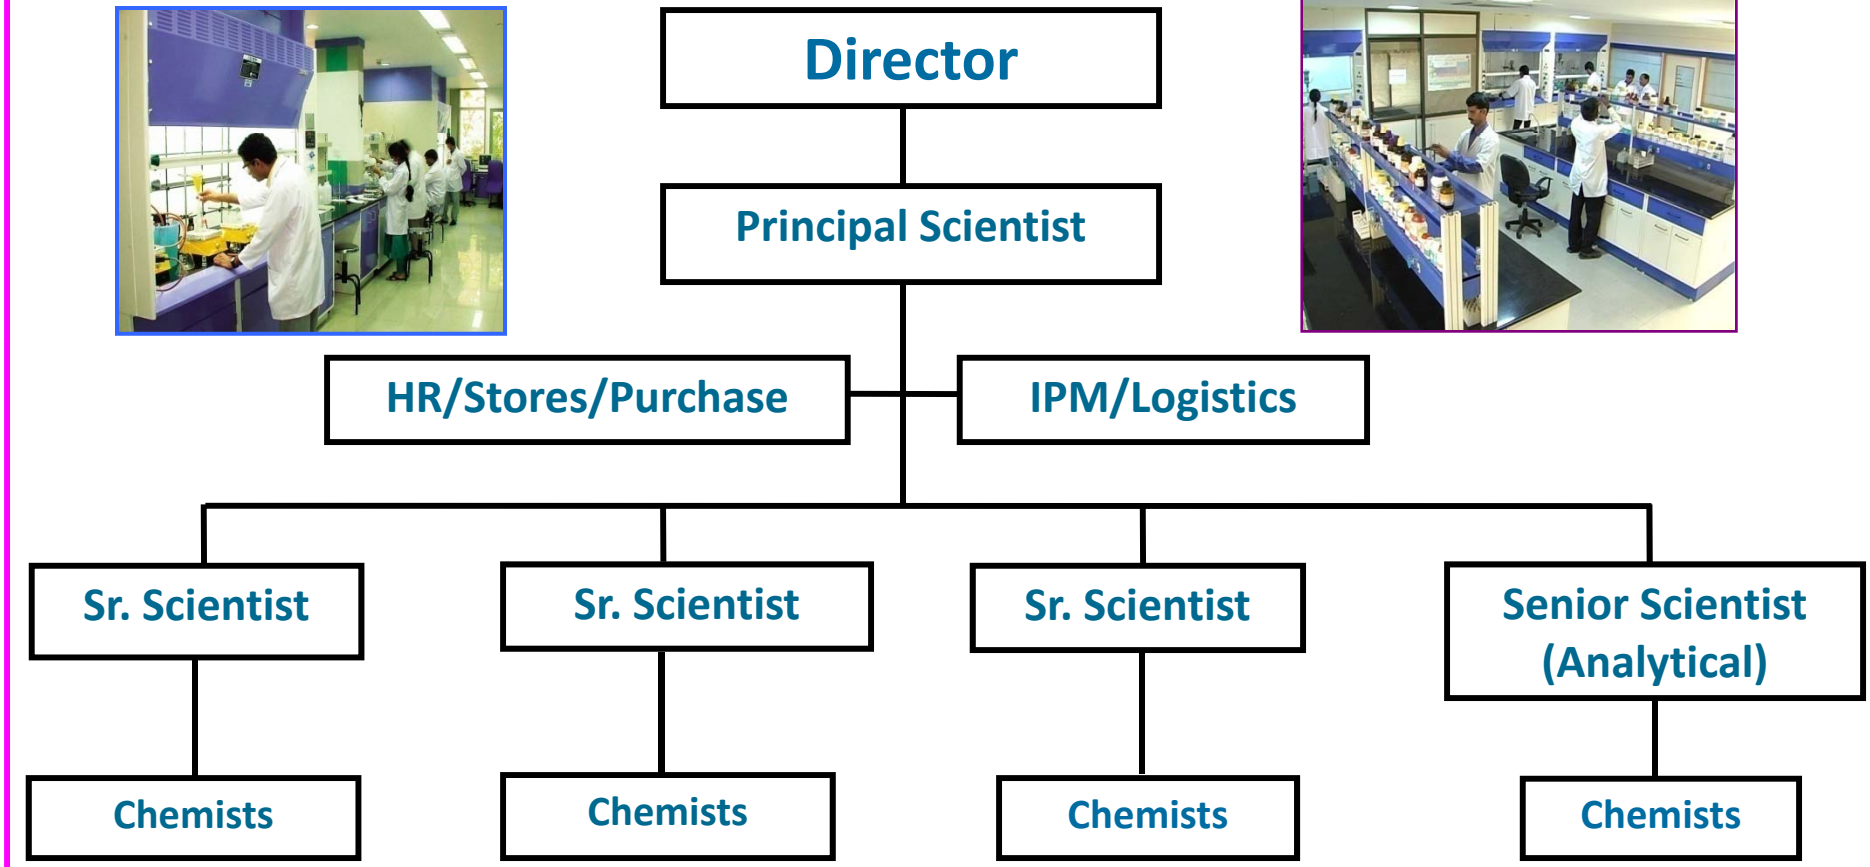 Director
Principal Scientist
HR/Stores/Purchase
IPM/Logistics
Sr. Scientist
Sr. Scientist
Sr. Scientist
Senior Scientist
(Analytical)
Chemists
Chemists
Chemists
Chemists